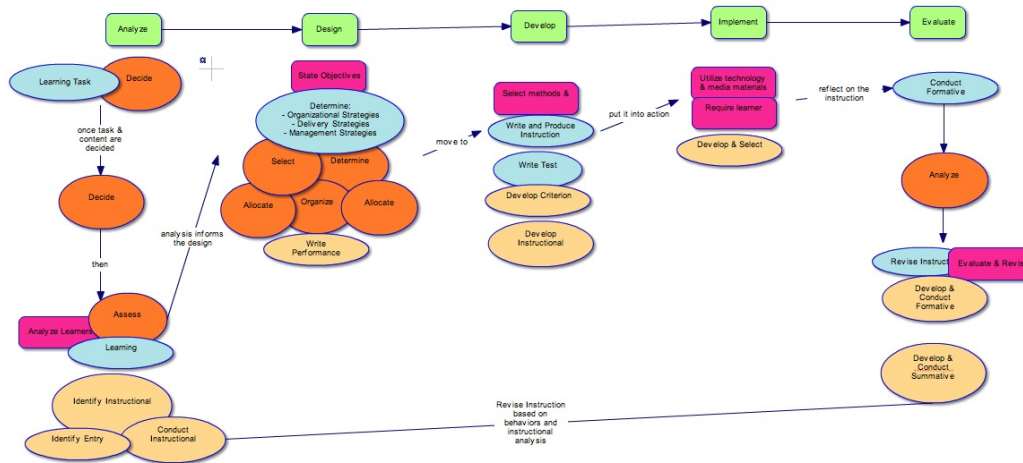 Analyze
Design
Develop
Implement
Evaluate
α
Learning Task
Decide
once task &
content are
decided
Decide
then
Assess
Analyze Learners
Learning
Identify Instructional
Identify Entry
Conduct
Instructional
analysis informs
the design
State Objectives
Determine:
- Organizational Strategies
- Delivery Strategies
- Management Strategies
Select
Determine
Allocate
Organize
Allocate
Write
Performance
move to
Select methods &
Write and Produce
Instruction
Write Test
Develop Criterion
Develop
Instructional
put it into action
Utilize technology
& media materials
Require learner
Develop & Select
reflect on the
instruction
Conduct
Formative
Analyze
Revise Instruct
Evaluate & Revis
Develop &
Conduct
Formative
Develop &
Conduct
Summative
Revise Instruction
based on
behaviors and
instructional
analysis